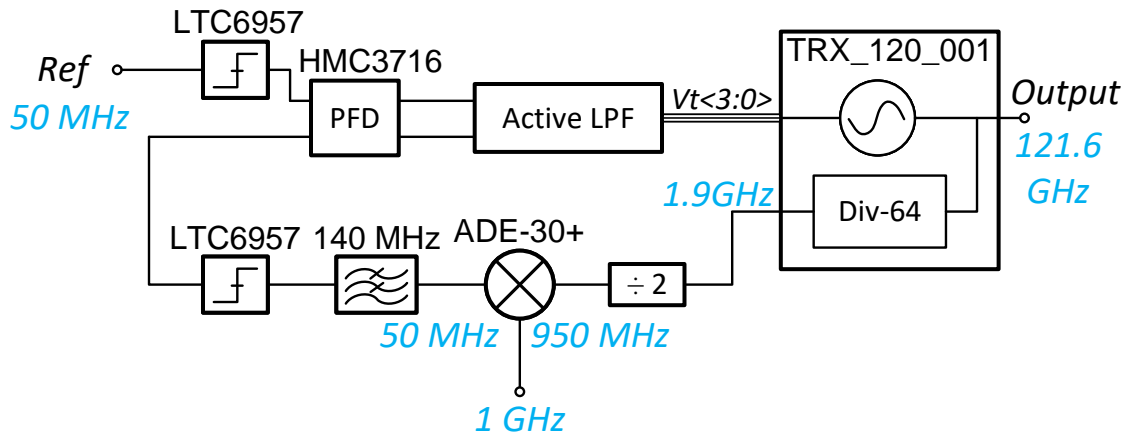 LTC6957
Ref
50 MHz
HMC3716
PFD
Active LPF
Vt<3:0>
TRX_120_001
Output
121.6
GHz
1.9GHz
Div-64
LTC6957
140 MHz
ADE-30+
÷ 2
50 MHz
950 MHz
1 GHz